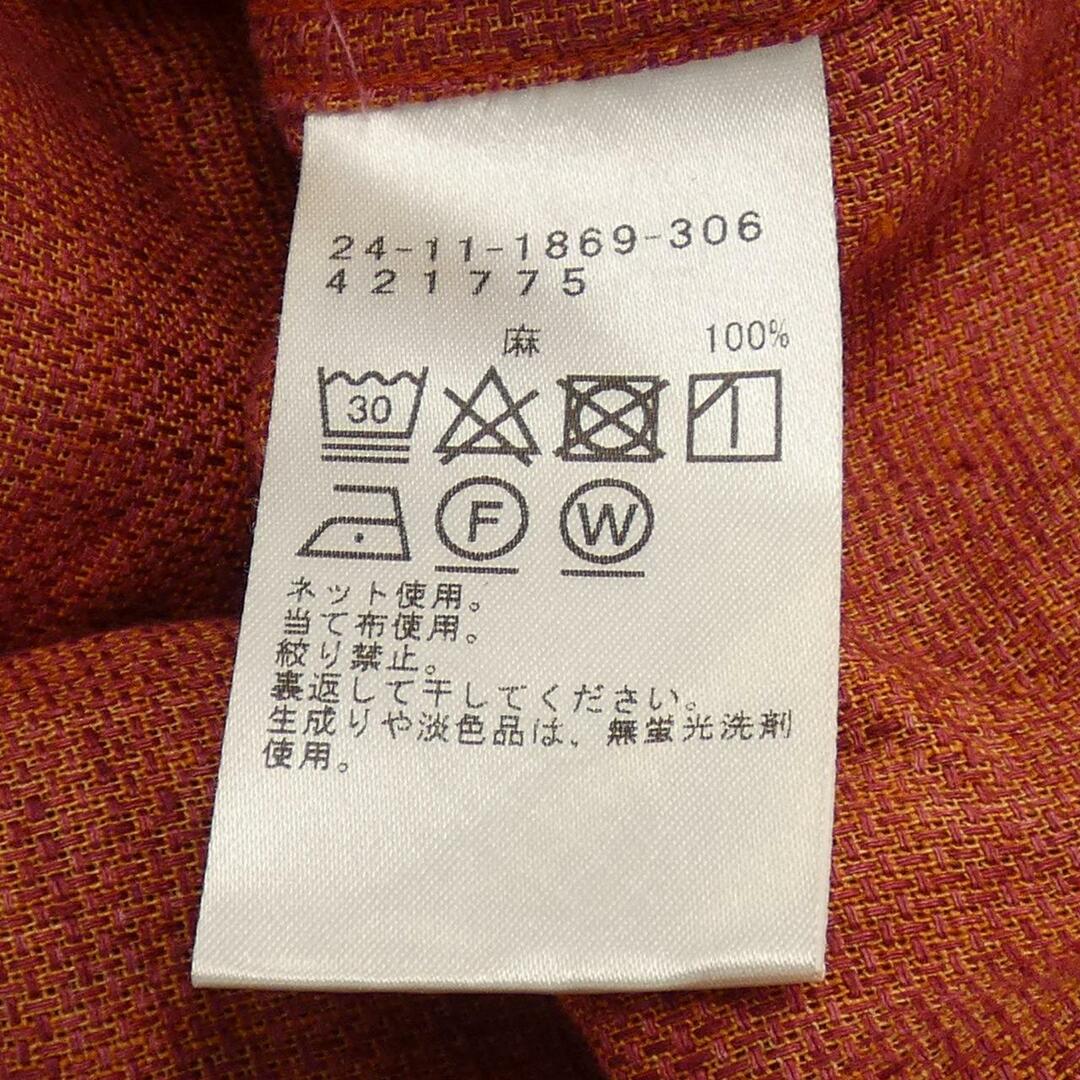 24-11-1869-306
421775
麻 100%
30
F W
ネット使用。
当て布使用。
絞り禁止。
裏返して干してください。
生成りや淡色品は、無蛍光洗剤
使用。